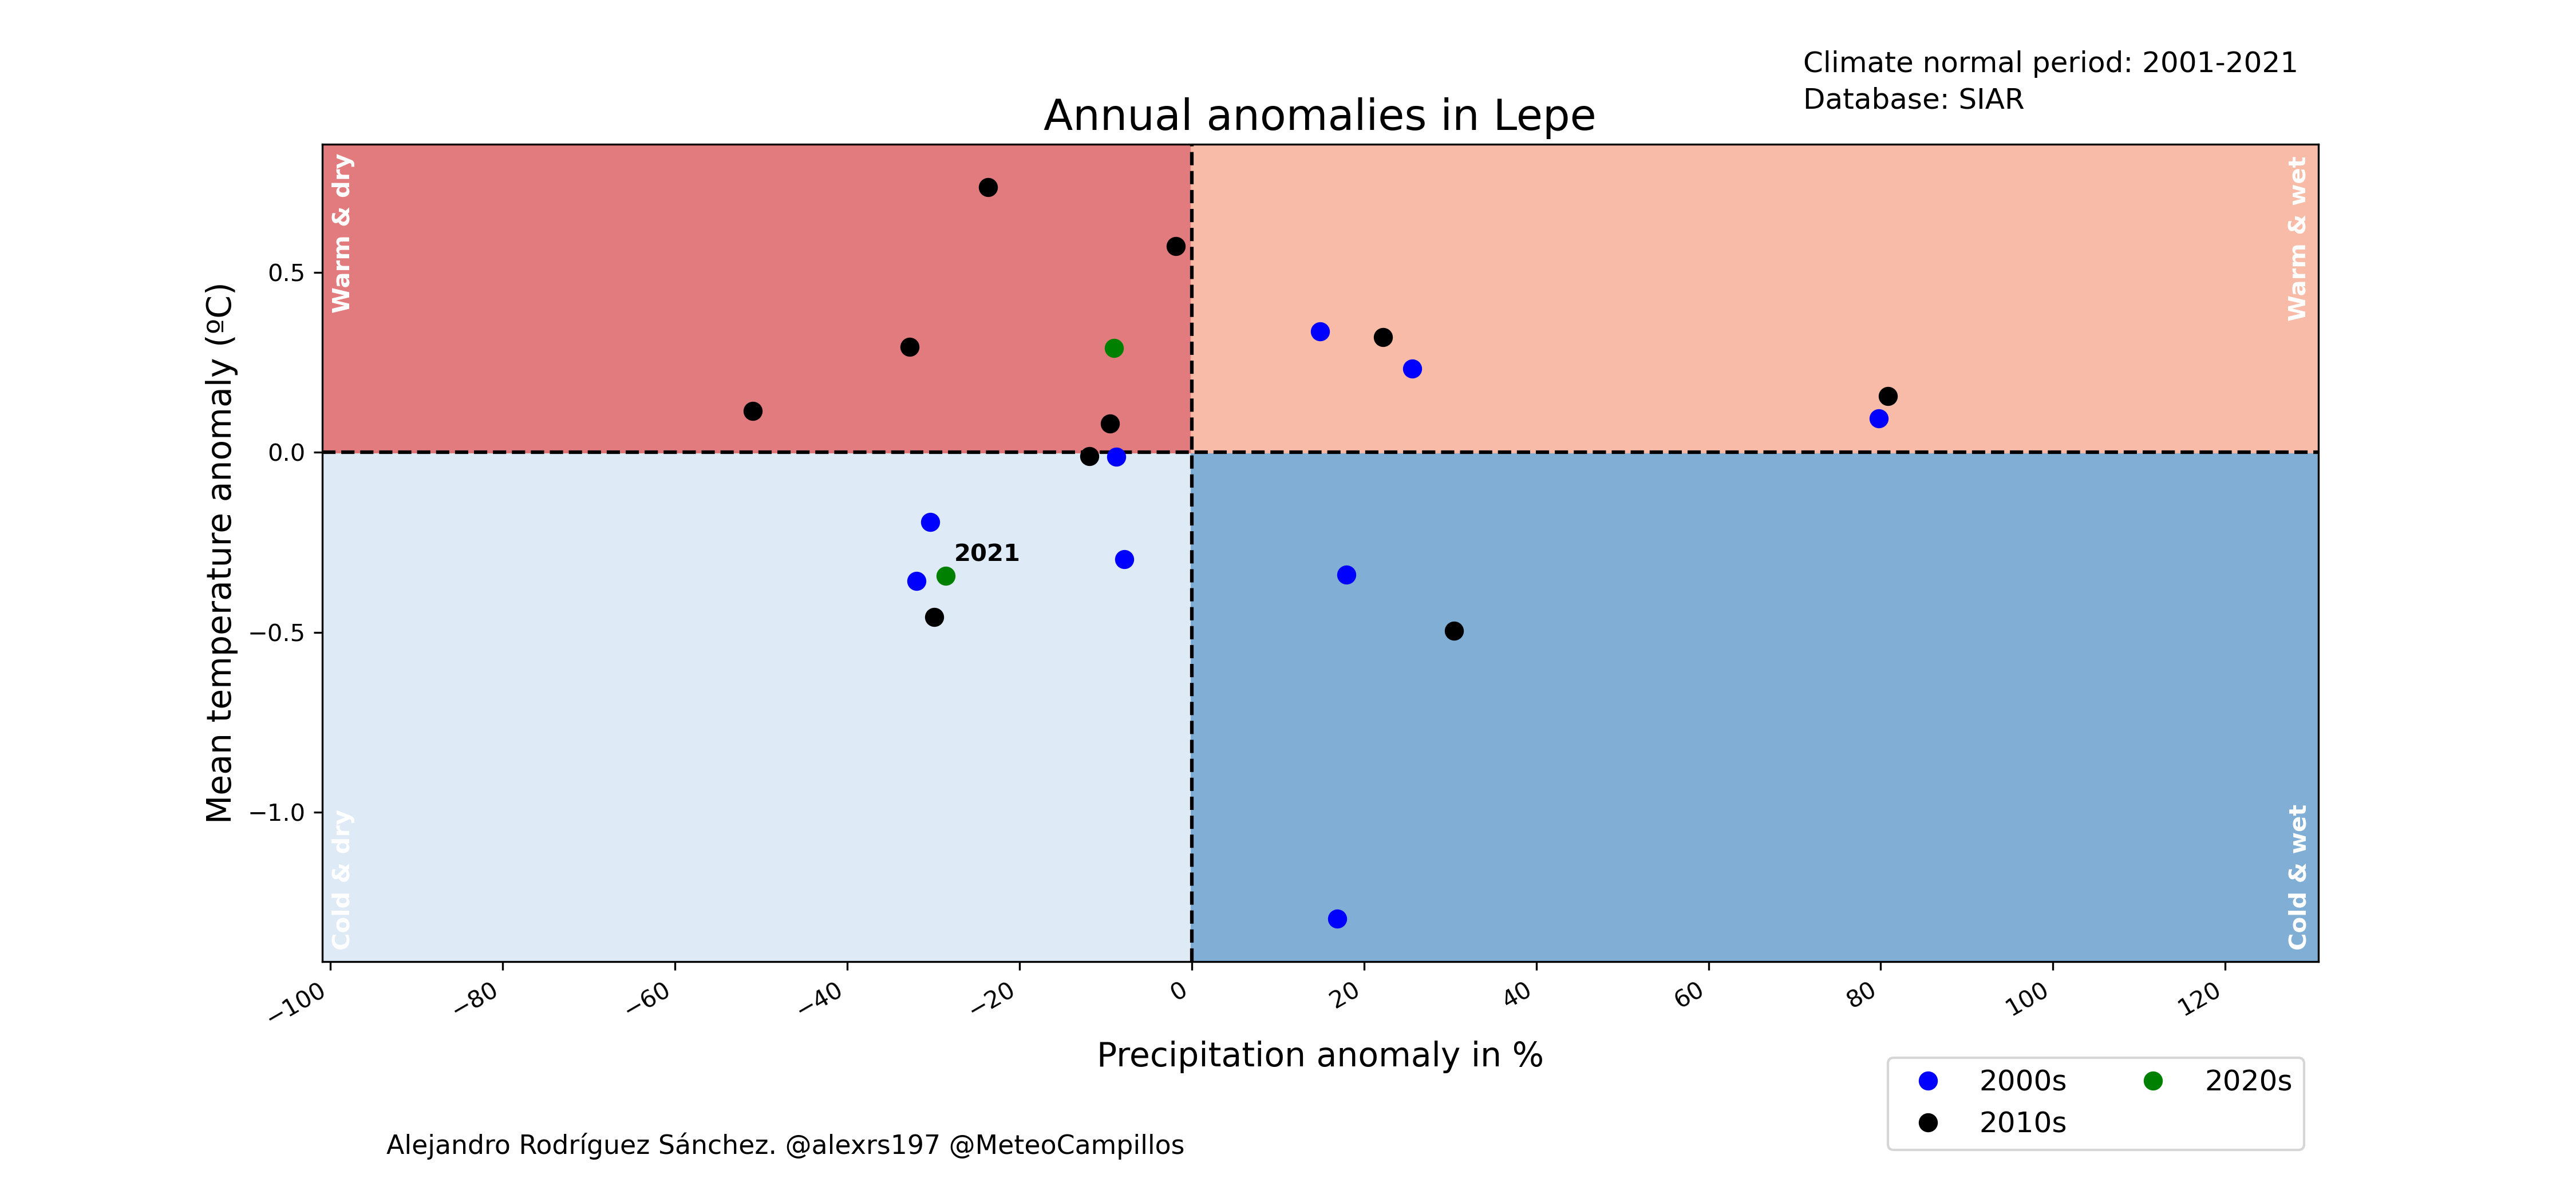 Climate normal period: 2001-2021
Database: SIAR
Annual anomalies in Lepe
Warm & dry
Warm & wet
Mean temperature anomaly (ºC)
0.5
0.0
−0.5
−1.0
2021
Cold & dry
Cold & wet
−100 −80 −60 −40 −20 0 20 40 60 80 100 120
Precipitation anomaly in %
2000s 2020s
2010s
Alejandro Rodríguez Sánchez. @alexrs197 @MeteoCampillos